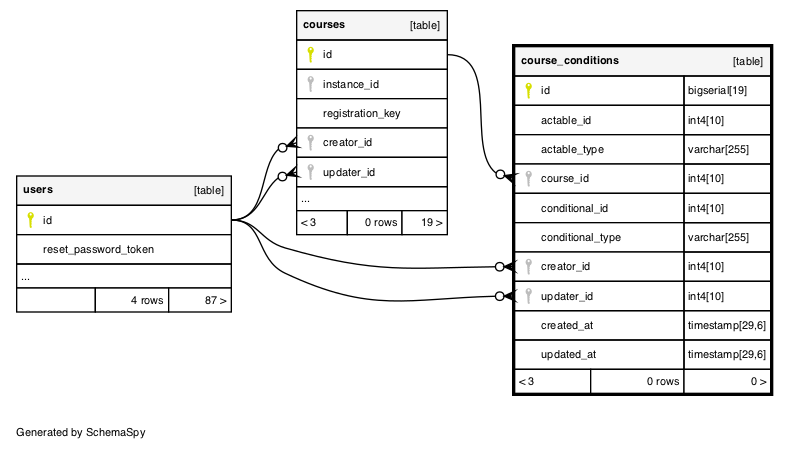 courses [table]
id
instance_id
registration_key
creator_id
updater_id
...
< 3 0 rows 19 >
users [table]
id
reset_password_token
...
4 rows 87 >
course_conditions [table]
id bigserial[19]
actable_id int4[10]
actable_type varchar[255]
course_id int4[10]
conditional_id int4[10]
conditional_type varchar[255]
creator_id int4[10]
updater_id int4[10]
created_at timestamp[29,6]
updated_at timestamp[29,6]
< 3 0 rows 0 >
Generated by SchemaSpy